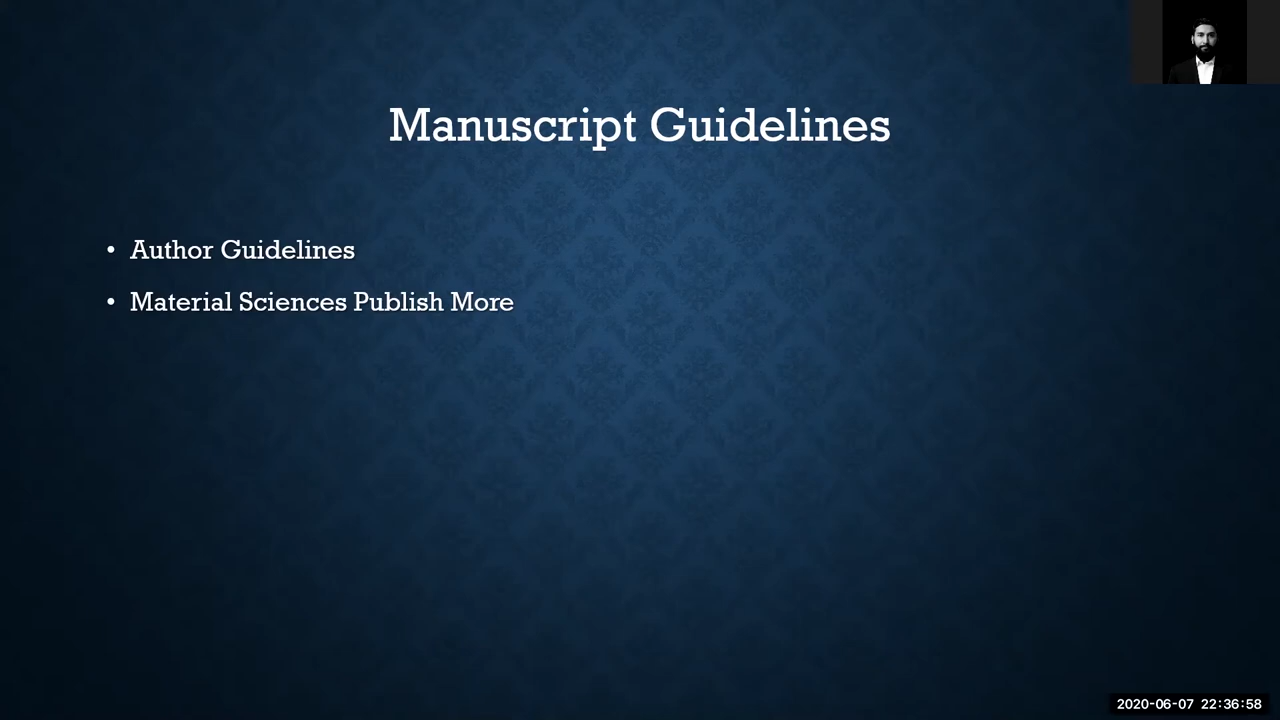 Manuscript Guidelines
• Author Guidelines
• Material Sciences Publish More
2020-06-07 22:36:58